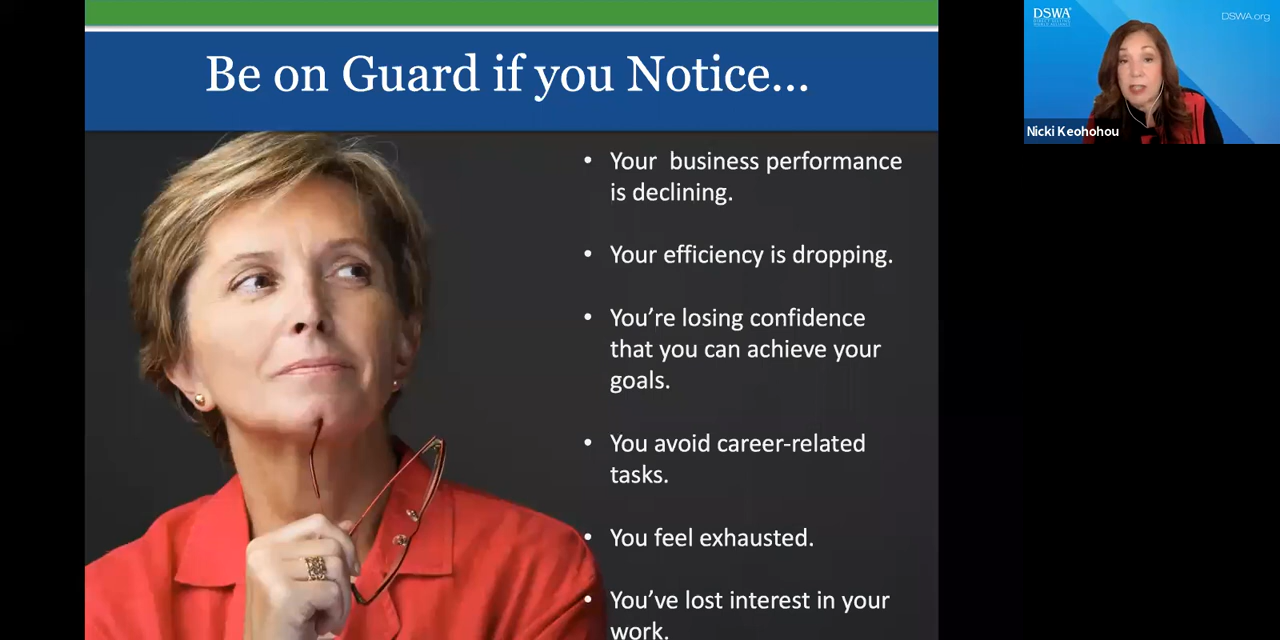 Be on Guard if you Notice...
• Your  business performance
is declining.
• Your efficiency is dropping.
• You’re losing confidence
that you can achieve your
goals.
• You avoid career-related
tasks.
• You feel exhausted.
• You’ve lost interest in your
work.
DSWA
DSWA.org
Nicki Keohohou